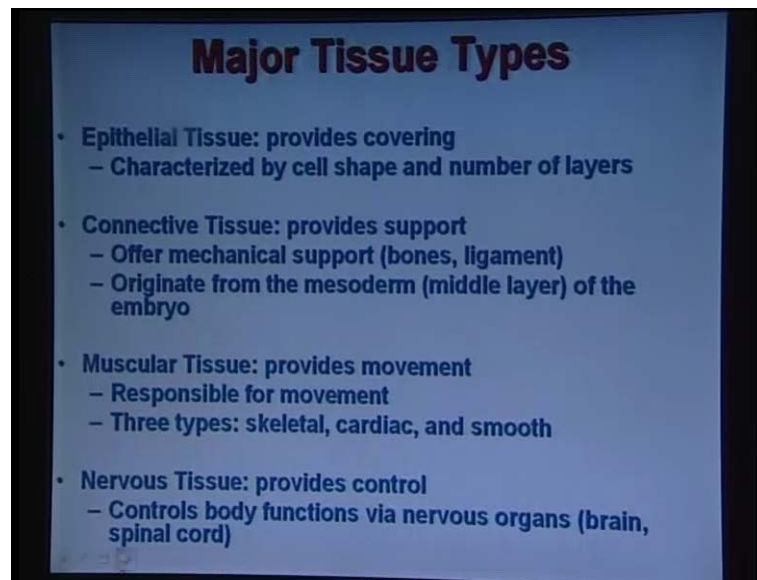 Major Tissue Types
• Epithelial Tissue: provides covering
– Characterized by cell shape and number of layers
• Connective Tissue: provides support
– Offer mechanical support (bones, ligament)
– Originate from the mesoderm (middle layer) of the
embryo
• Muscular Tissue: provides movement
– Responsible for movement
– Three types: skeletal, cardiac, and smooth
• Nervous Tissue: provides control
– Controls body functions via nervous organs (brain,
spinal cord)